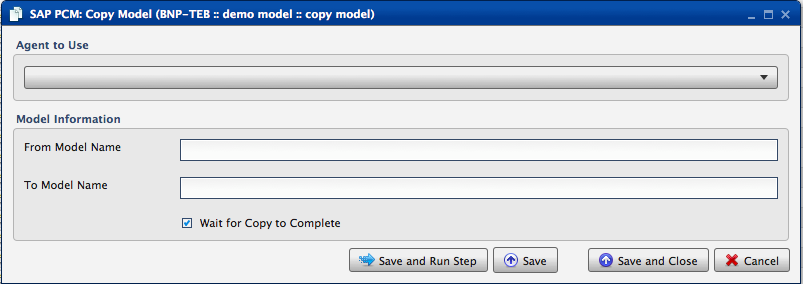 SAP PCM: Copy Model (BNP-TEB :: demo model :: copy model)
Agent to Use
Model Information
From Model Name
To Model Name
Wait for Copy to Complete
Save and Run Step Save Save and Close Cancel